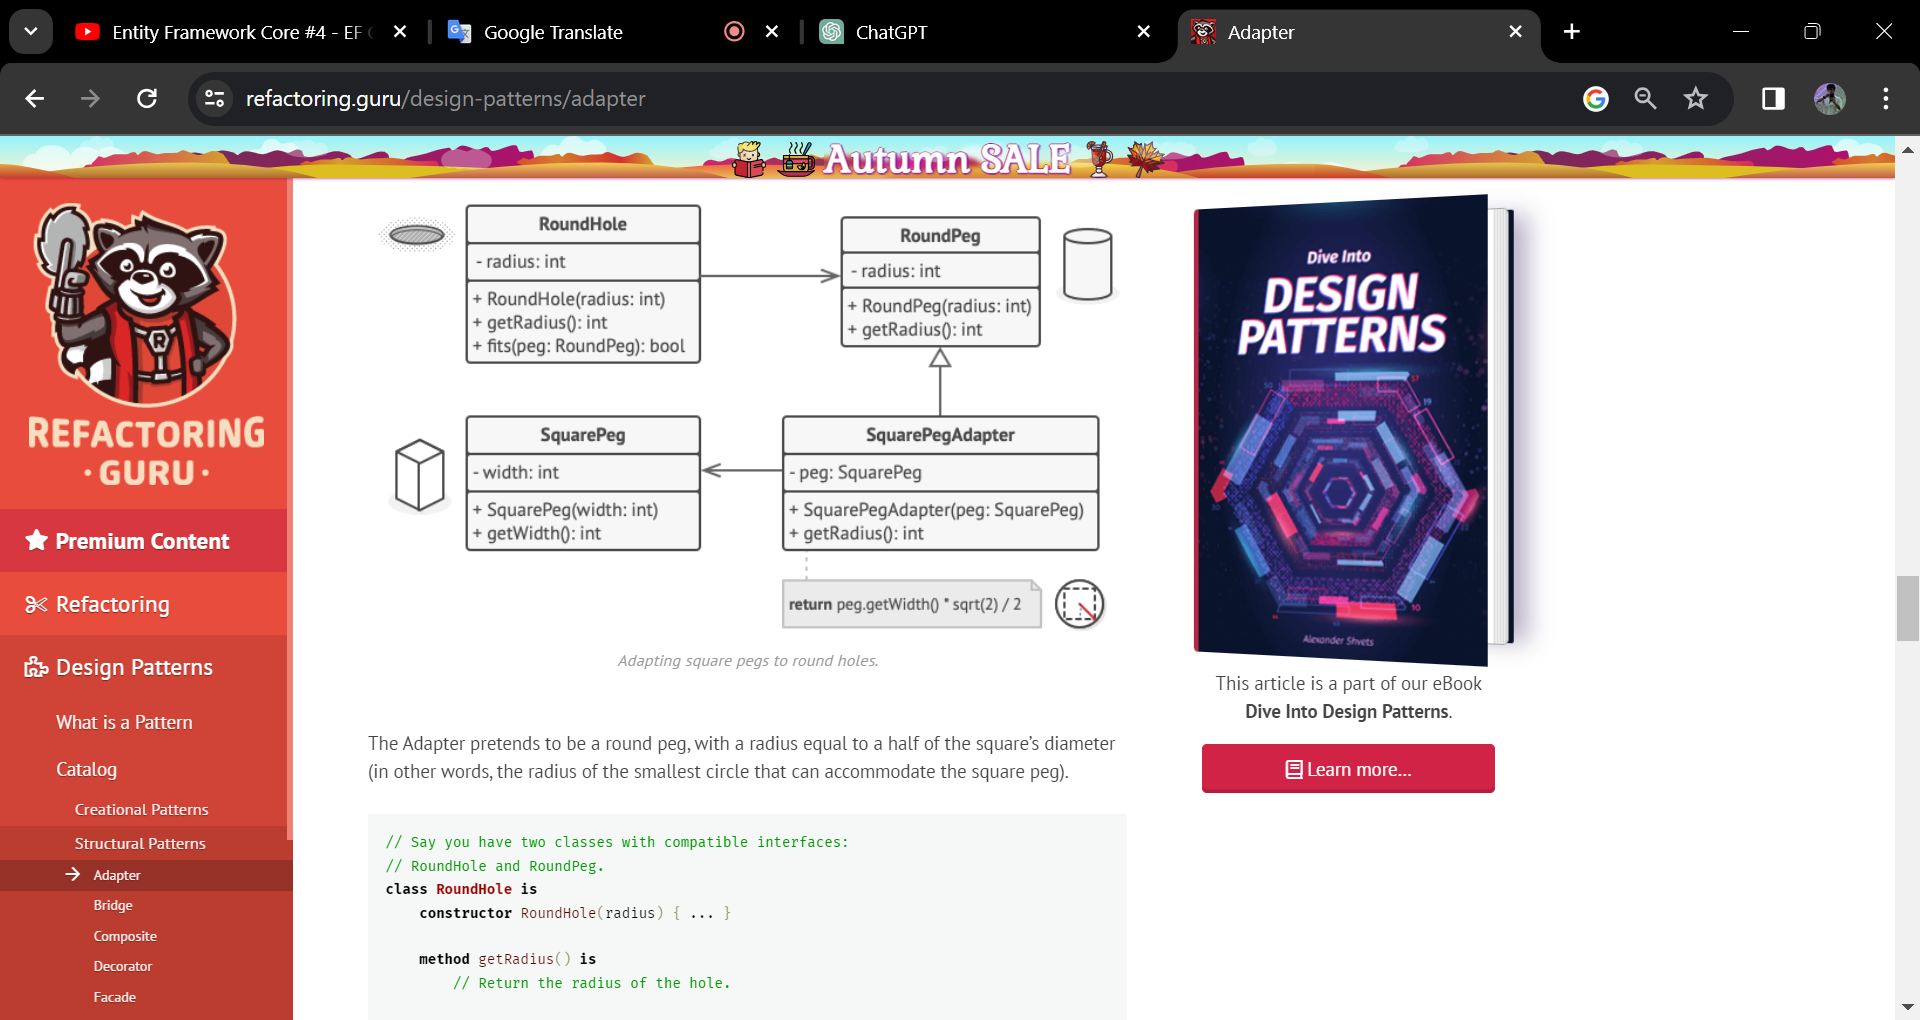 Entity Framework Core #4 - EF
Google Translate
ChatGPT
Adapter
refactoring.guru/design-patterns/adapter
Autumn SALE
REFACTORING
· GURU ·
Premium Content
Refactoring
Design Patterns
What is a Pattern
Catalog
Creational Patterns
Structural Patterns
Adapter
Bridge
Composite
Decorator
Facade
RoundHole
- radius: int
+ RoundHole(radius: int)
+ getRadius(): int
+ fits(peg: RoundPeg): bool
RoundPeg
- radius: int
+ RoundPeg(radius: int)
+ getRadius(): int
SquarePeg
- width: int
+ SquarePeg(width: int)
+ getWidth(): int
SquarePegAdapter
- peg: SquarePeg
+ SquarePegAdapter(peg: SquarePeg)
+ getRadius(): int
return peg.getWidth() * sqrt(2) / 2
Adapting square pegs to round holes.
The Adapter pretends to be a round peg, with a radius equal to a half of the square’s diameter
(in other words, the radius of the smallest circle that can accommodate the square peg).
// Say you have two classes with compatible interfaces:
// RoundHole and RoundPeg.
class RoundHole is
constructor RoundHole(radius) { ... }
method getRadius() is
// Return the radius of the hole.
Dive Into
DESIGN
PATTERNS
Alexander Shvets
This article is a part of our eBook
Dive Into Design Patterns.
Learn more...